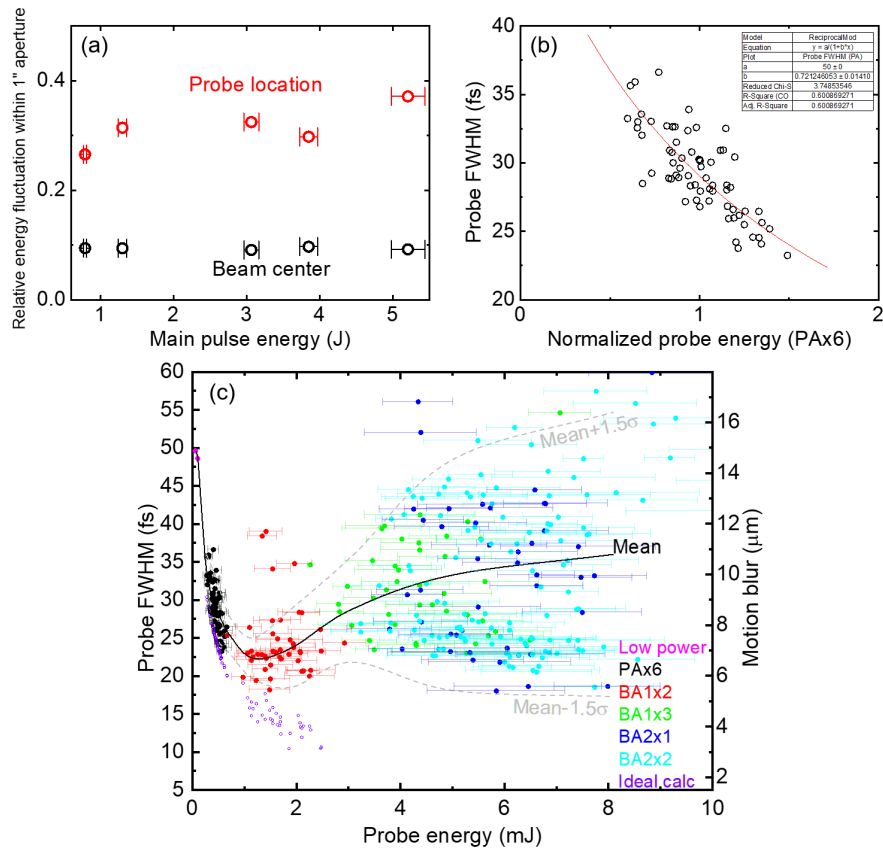 (a)
0.4
0.2
0.0
Relative energy fluctuation within 1" aperture
Probe location
Beam center
1 2 3 4 5
Main pulse energy (J)
(b)
40
35
30
25
20
Probe FWHM (fs)
Model ReciprocalMod
Equation y = a/(1+b*x)
Plot Probe FWHM (PA)
a 50 ± 0
b 0.721246053 ± 0.01410
Reduced Chi-S 3.74853546
R-Square (CO 0.600869271
Adj. R-Square 0.600869271
0 1 2
Normalized probe energy (PAx6)
(c)
60
55
50
45
40
35
30
25
20
15
10
5
Probe FWHM (fs)
Mean+1.5σ
Mean
Mean-1.5σ
Low power
PAx6
BA1x2
BA1x3
BA2x1
BA2x2
Ideal calc
16
14
12
10
8
6
4
2
Motion blur (μm)
0 2 4 6 8 10
Probe energy (mJ)